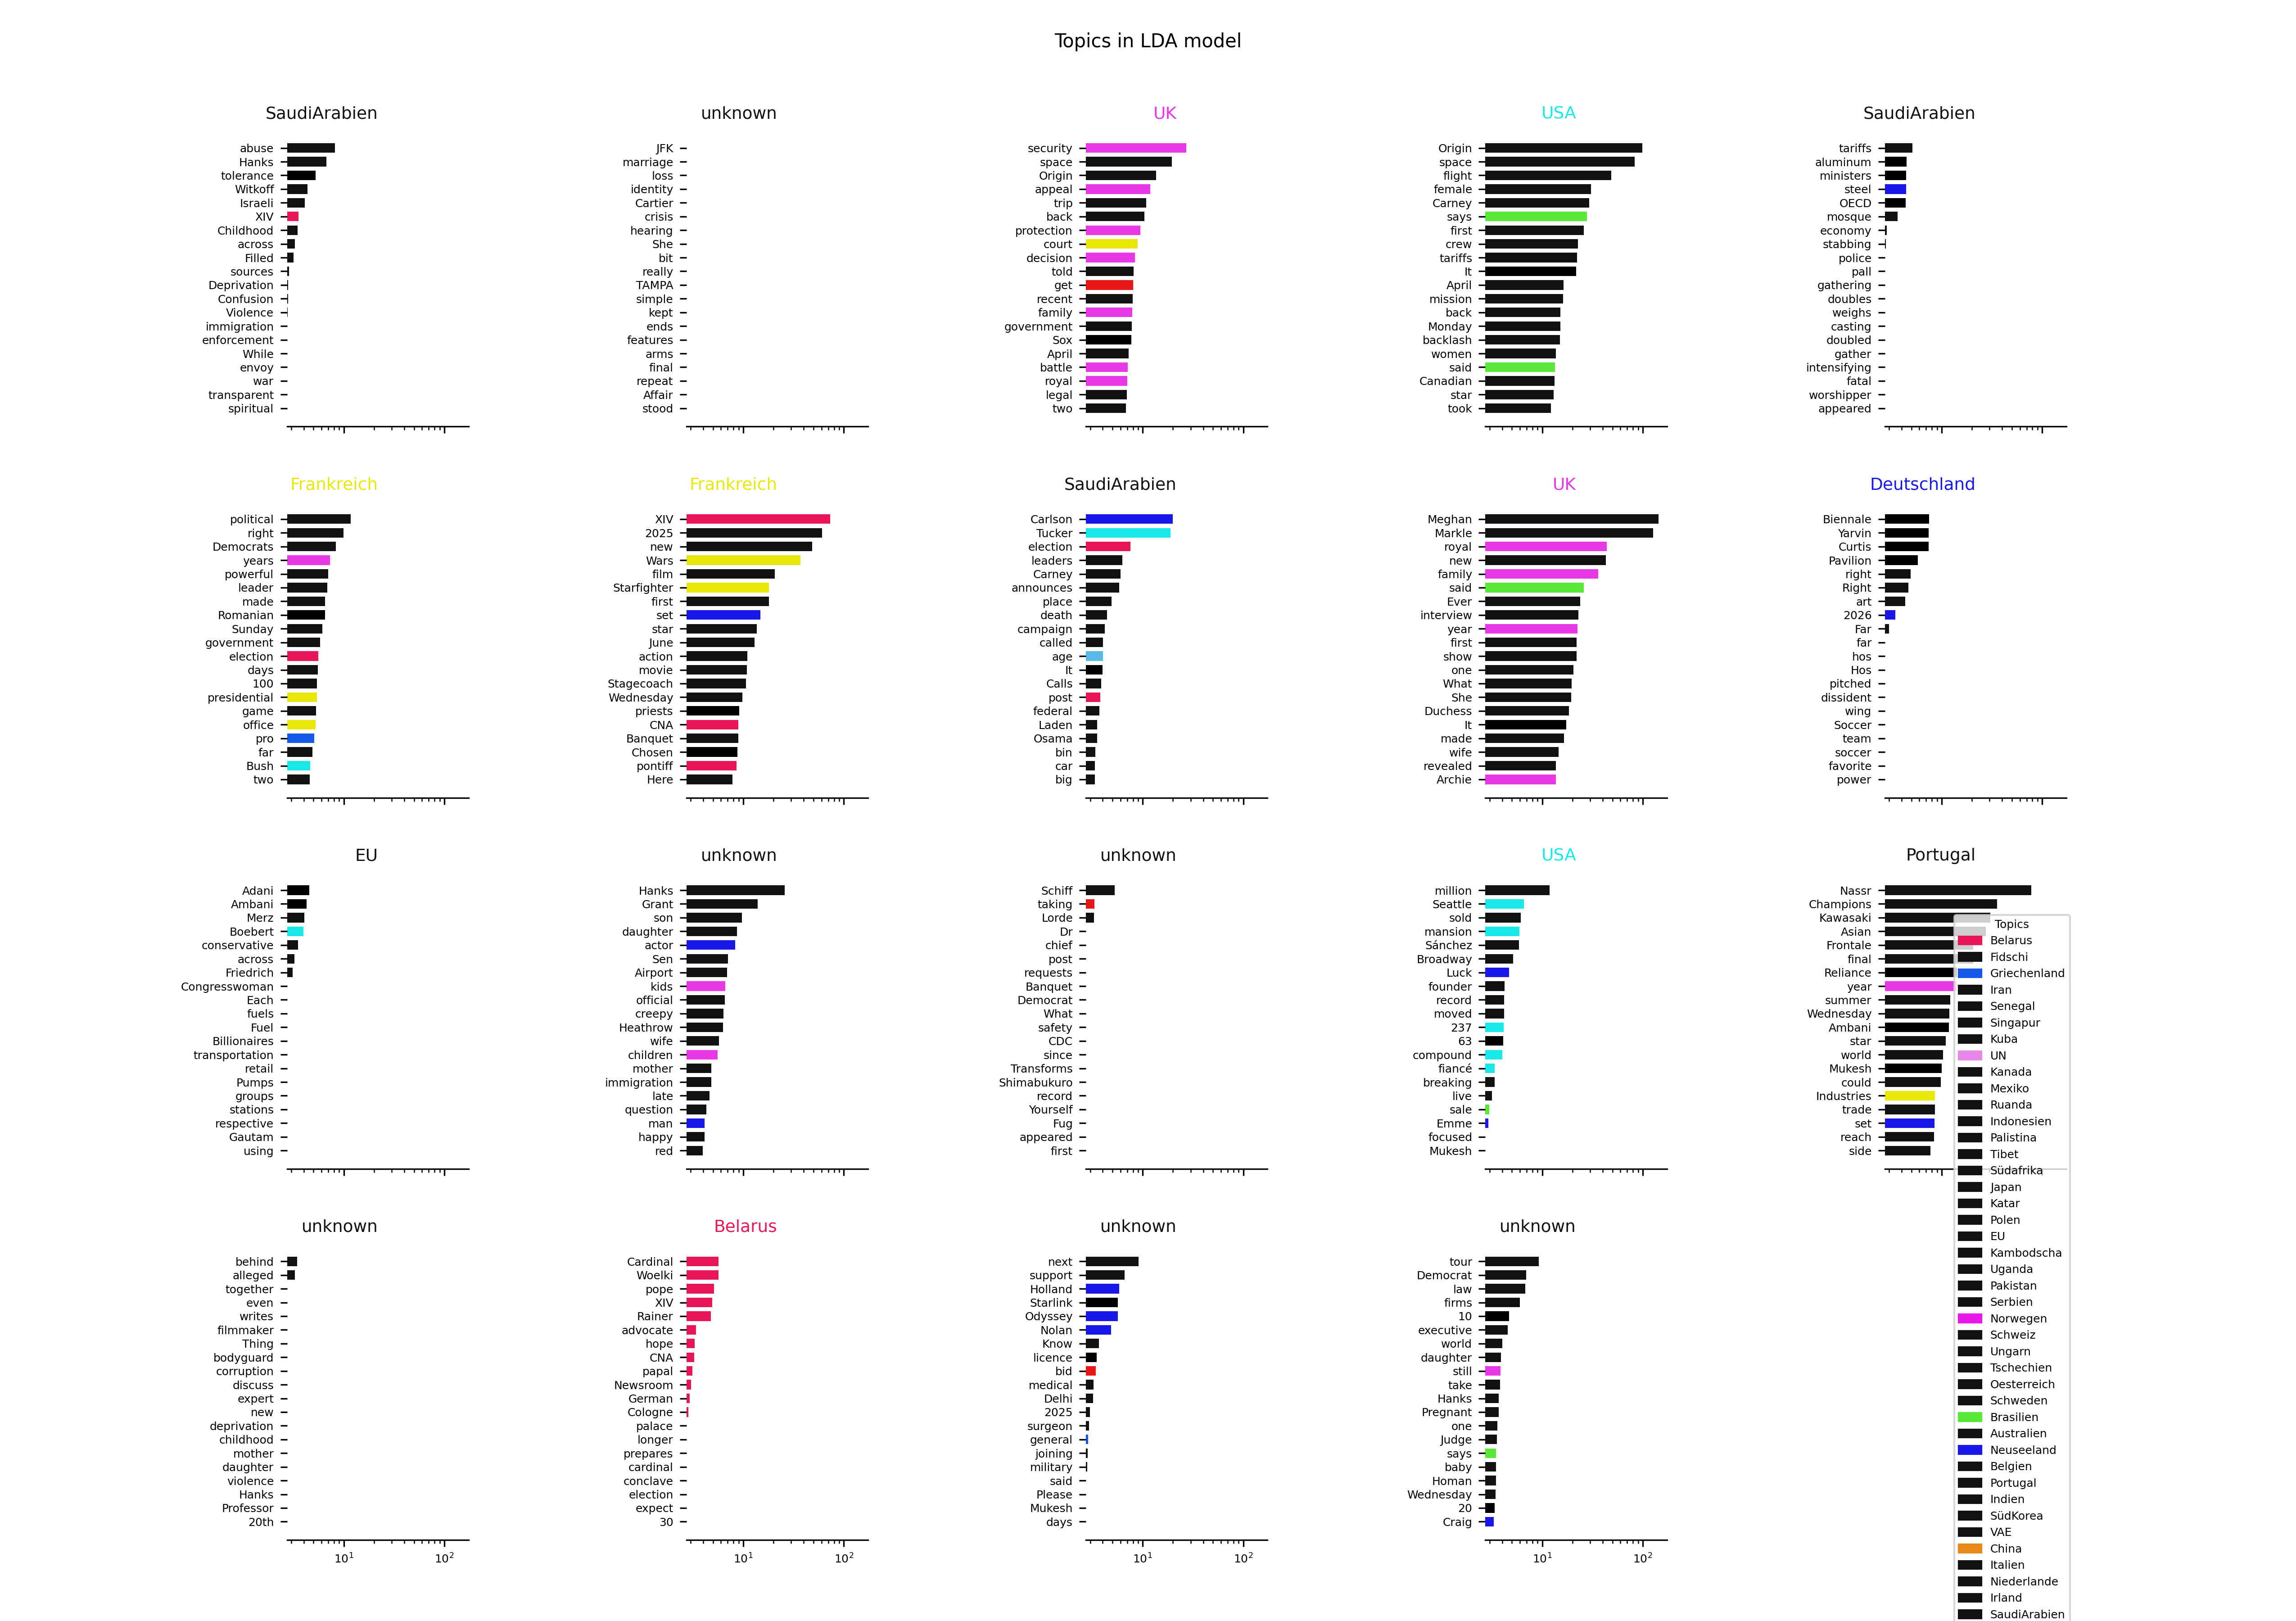 Topics in LDA model
SaudiArabien
abuse
Hanks
tolerance
Witkoff
Israeli
XIV
Childhood
across
Filled
sources
Deprivation
Confusion
Violence
immigration
enforcement
While
envoy
war
transparent
spiritual
unknown
JFK
marriage
loss
identity
Cartier
crisis
hearing
She
bit
really
TAMPA
simple
kept
ends
features
arms
final
repeat
Affair
stood
UK
security
space
Origin
appeal
trip
back
protection
court
decision
told
get
recent
family
government
Sox
April
battle
royal
legal
two
USA
Origin
space
flight
female
Carney
says
first
crew
tariffs
It
April
mission
back
Monday
backlash
women
said
Canadian
star
took
SaudiArabien
tariffs
aluminum
ministers
steel
OECD
mosque
economy
stabbing
police
pall
gathering
doubles
weighs
casting
doubled
gather
intensifying
fatal
worshipper
appeared
Frankreich
political
right
Democrats
years
powerful
leader
made
Romanian
Sunday
government
election
days
100
presidential
game
office
pro
far
Bush
two
Frankreich
XIV
2025
new
Wars
film
Starfighter
first
set
star
June
action
movie
Stagecoach
Wednesday
priests
CNA
Banquet
Chosen
pontiff
Here
SaudiArabien
Carlson
Tucker
election
leaders
Carney
announces
place
death
campaign
called
age
It
Calls
post
federal
Laden
Osama
bin
car
big
UK
Meghan
Markle
royal
new
family
said
Ever
interview
year
first
show
one
What
She
Duchess
It
made
wife
revealed
Archie
Deutschland
Biennale
Yarvin
Curtis
Pavilion
right
Right
art
2026
Far
far
hos
Hos
pitched
dissident
wing
Soccer
team
soccer
favorite
power
EU
Adani
Ambani
Merz
Boebert
conservative
across
Friedrich
Congresswoman
Each
fuels
Fuel
Billionaires
transportation
retail
Pumps
groups
stations
respective
Gautam
using
unknown
Hanks
Grant
son
daughter
actor
Sen
Airport
kids
official
creepy
Heathrow
wife
children
mother
immigration
late
question
man
happy
red
unknown
Schiff
taking
Lorde
Dr
chief
post
requests
Banquet
Democrat
What
safety
CDC
since
Transforms
Shimabukuro
record
Yourself
Fug
appeared
first
USA
million
Seattle
sold
mansion
Sánchez
Broadway
Luck
founder
record
moved
237
63
compound
fiancé
breaking
live
sale
Emme
focused
Mukesh
Portugal
Nassr
Champions
Kawasaki
Asian
Frontale
final
Reliance
year
summer
Wednesday
Ambani
star
world
Mukesh
could
Industries
trade
set
reach
side
unknown
behind
alleged
together
even
writes
filmmaker
Thing
bodyguard
corruption
discuss
expert
new
deprivation
childhood
mother
daughter
violence
Hanks
Professor
20th
10¹ 10²
Belarus
Cardinal
Woelki
pope
XIV
Rainer
advocate
hope
CNA
papal
Newsroom
German
Cologne
palace
longer
prepares
cardinal
conclave
election
expect
30
10¹ 10²
unknown
next
support
Holland
Starlink
Odyssey
Nolan
Know
licence
bid
medical
Delhi
2025
surgeon
general
joining
military
said
Please
Mukesh
days
10¹ 10²
unknown
tour
Democrat
law
firms
10
executive
world
daughter
still
take
Hanks
Pregnant
one
Judge
says
baby
Homan
Wednesday
20
Craig
10¹ 10²
Topics
Belarus
Fidschi
Griechenland
Iran
Senegal
Singapur
Kuba
UN
Kanada
Mexiko
Ruanda
Indonesien
Palistina
Tibet
Südafrika
Japan
Katar
Polen
EU
Kambodscha
Uganda
Pakistan
Serbien
Norwegen
Schweiz
Ungarn
Tschechien
Oesterreich
Schweden
Brasilien
Australien
Neuseeland
Belgien
Portugal
Indien
SüdKorea
VAE
China
Italien
Niederlande
Irland
SaudiArabien